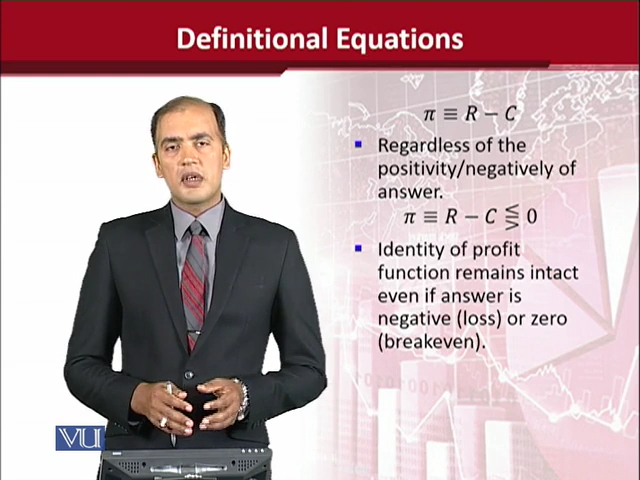 Definitional Equations
π ≡ R − C
Regardless of the
positivity/negatively of
answer.
π ≡ R − C ⪋ 0
Identity of profit
function remains intact
even if answer is
negative (loss) or zero
(breakeven).
VU